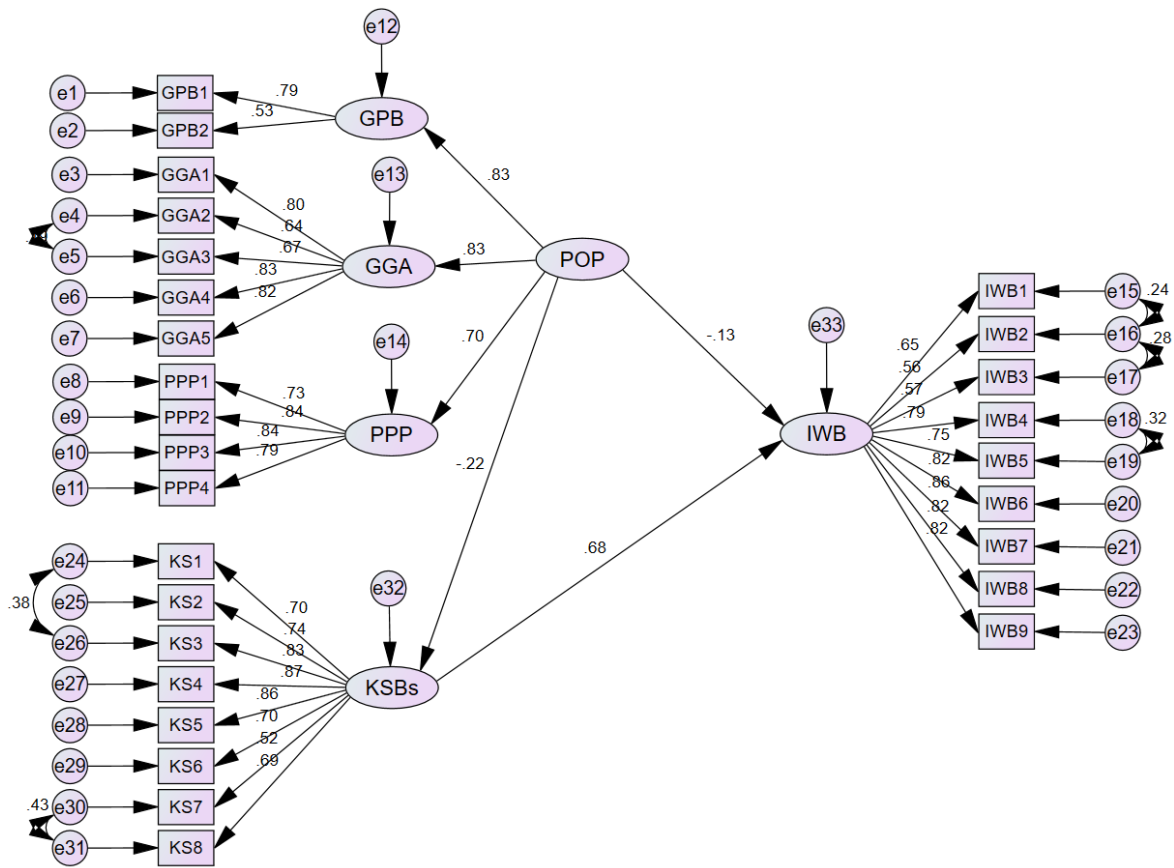 e12
e1
GPB1
.79
GPB
e2
GPB2
.53
e3
GGA1
e13
.83
e4
GGA2
.80
e5
GGA3
.64
.67
GGA
.83
POP
e6
GGA4
.83
e7
GGA5
.82
e14
.70
-.13
e8
PPP1
.73
e9
PPP2
.84
PPP
e10
PPP3
.84
e11
PPP4
.79
-.22
e33
IWB
.65
IWB1
e15
.24
.56
IWB2
e16
.57
IWB3
e17
.28
.79
IWB4
e18
.75
IWB5
e19
.32
.82
IWB6
e20
.86
IWB7
e21
.82
IWB8
e22
.82
IWB9
e23
.68
e24
KS1
.70
.38
e25
KS2
.74
e32
e26
KS3
.83
e27
KS4
.87
KSBs
e28
KS5
.86
e29
KS6
.70
.43
e30
KS7
.52
e31
KS8
.69